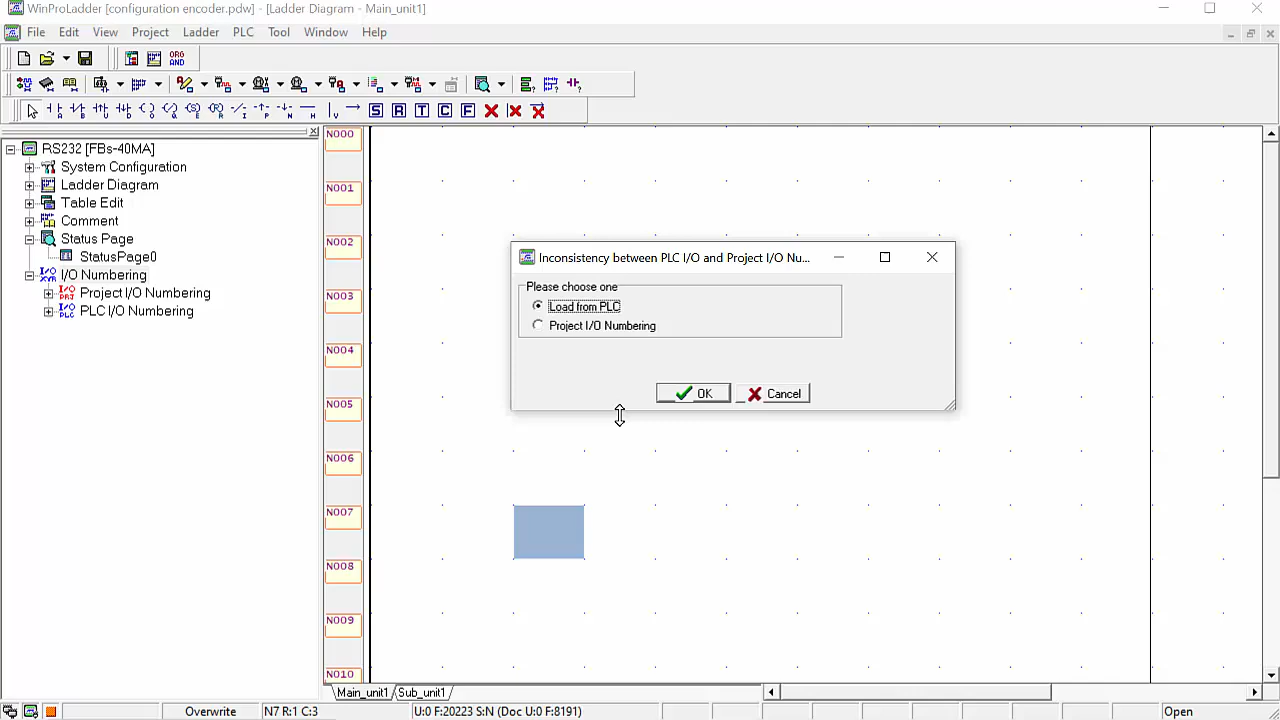 WinProLadder [configuration encoder.pdw] - [Ladder Diagram - Main_unit1]
File Edit View Project Ladder PLC Tool Window Help
ORG
AND
A B U D O Q S R I P N H V S R T C F
RS232 [FBs-40MA]
System Configuration
Ladder Diagram
Table Edit
Comment
Status Page
StatusPage0
I/O Numbering
Project I/O Numbering
PLC I/O Numbering
N000
N001
N002
N003
N004
N005
N006
N007
N008
N009
N010
Inconsistency between PLC I/O and Project I/O Nu...
Please choose one
Load from PLC
Project I/O Numbering
OK Cancel
Main_unit1 Sub_unit1
Overwrite N7 R:1 C:3 U:0 F:20223 S:N (Doc U:0 F:8191) Open